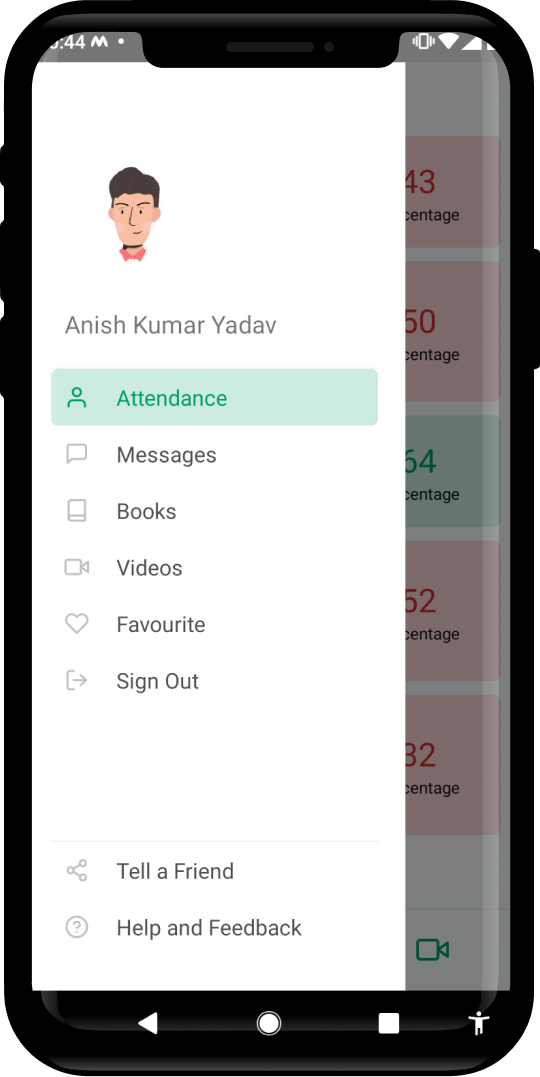 :44
43
centage
Anish Kumar Yadav
50
centage
Attendance
Messages
64
centage
Books
Videos
52
centage
Favourite
Sign Out
32
centage
Tell a Friend
Help and Feedback